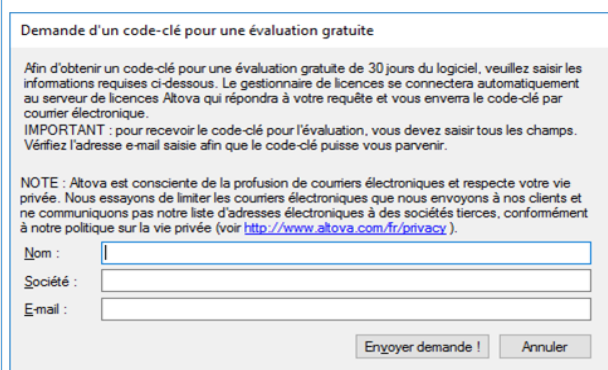 Demande d'un code-clé pour une évaluation gratuite
Afin d'obtenir un code-clé pour une évaluation gratuite de 30 jours du logiciel, veuillez saisir les
informations requises ci-dessous. Le gestionnaire de licences se connectera automatiquement
au serveur de licences Altova qui répondra à votre requête et vous enverra le code-clé par
courrier électronique.
IMPORTANT : pour recevoir le code-clé pour l'évaluation, vous devez saisir tous les champs.
Vérifiez l'adresse e-mail saisie afin que le code-clé puisse vous parvenir.
NOTE : Altova est consciente de la profusion de courriers électroniques et respecte votre vie
privée. Nous essayons de limiter les courriers électroniques que nous envoyons à nos clients et
ne communiquons pas notre liste d'adresses électroniques à des sociétés tierces, conformément
à notre politique sur la vie privée (voir http://www.altova.com/fr/privacy ).
Nom :
Société :
E-mail :
Envoyer demande ! Annuler